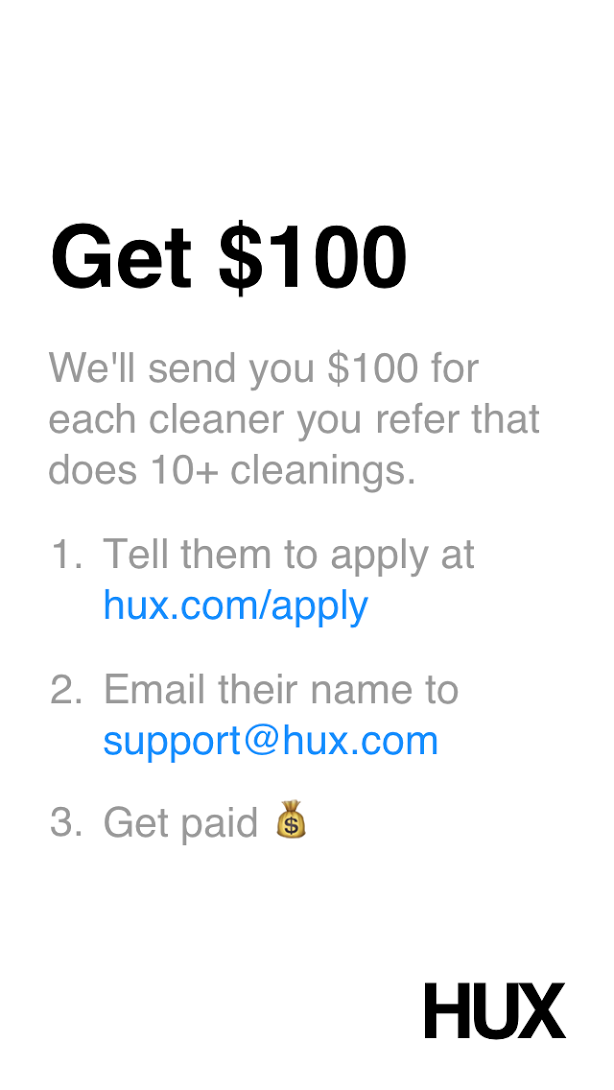 Get $100
We'll send you $100 for
each cleaner you refer that
does 10+ cleanings.
1. Tell them to apply at
hux.com/apply
2. Email their name to
support@hux.com
3. Get paid 💰
HUX